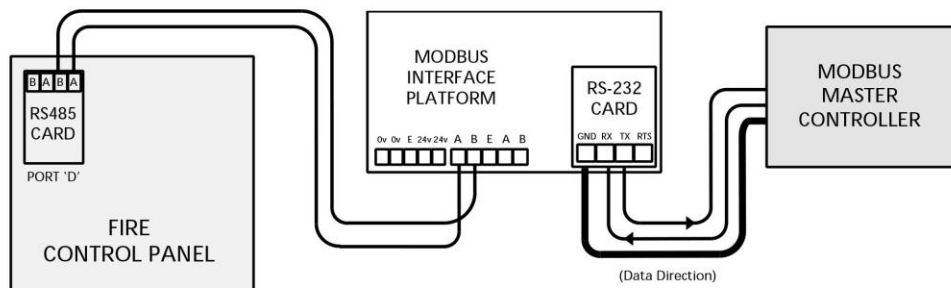 B A B A
RS485
CARD
PORT 'D'
FIRE
CONTROL PANEL
MODBUS
INTERFACE
PLATFORM
0v 0v E 24v 24v A B E A B
RS-232
CARD
GND RX TX RTS
MODBUS
MASTER
CONTROLLER
(Data Direction)